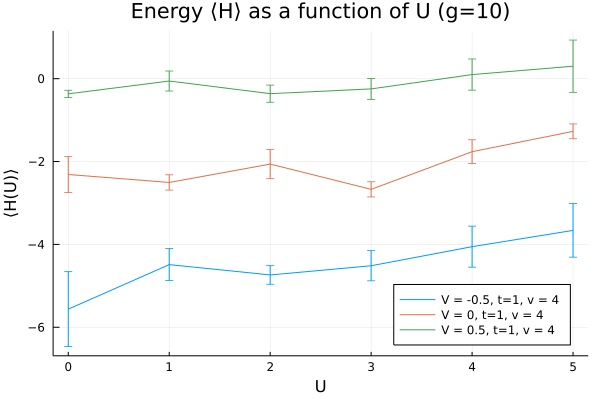 Energy ⟨H⟩ as a function of U (g=10)
⟨H(U)⟩
0
−2
−4
−6
V = -0.5, t=1, v = 4
V = 0, t=1, v = 4
V = 0.5, t=1, v = 4
0 1 2 3 4 5
U